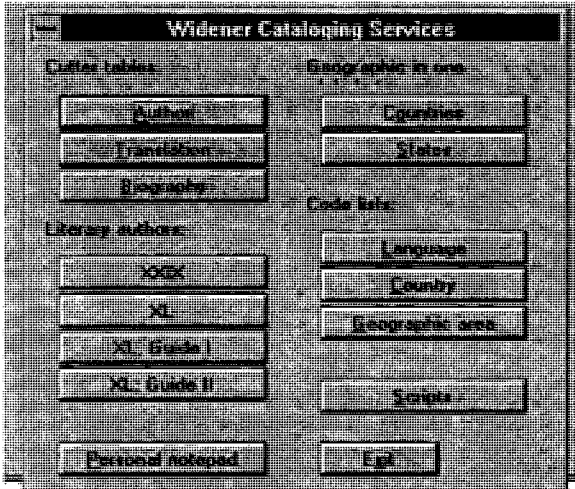 Widener Cataloging Services
Cutter tables:
Author
Translation
Biography
Literary authors:
XXGX
XL
XL: Guide I
XL: Guide II
Personal notepad
Geographic in one
Countries
States
Code lists:
Language
Country
Geographic area
Scripts
Exit